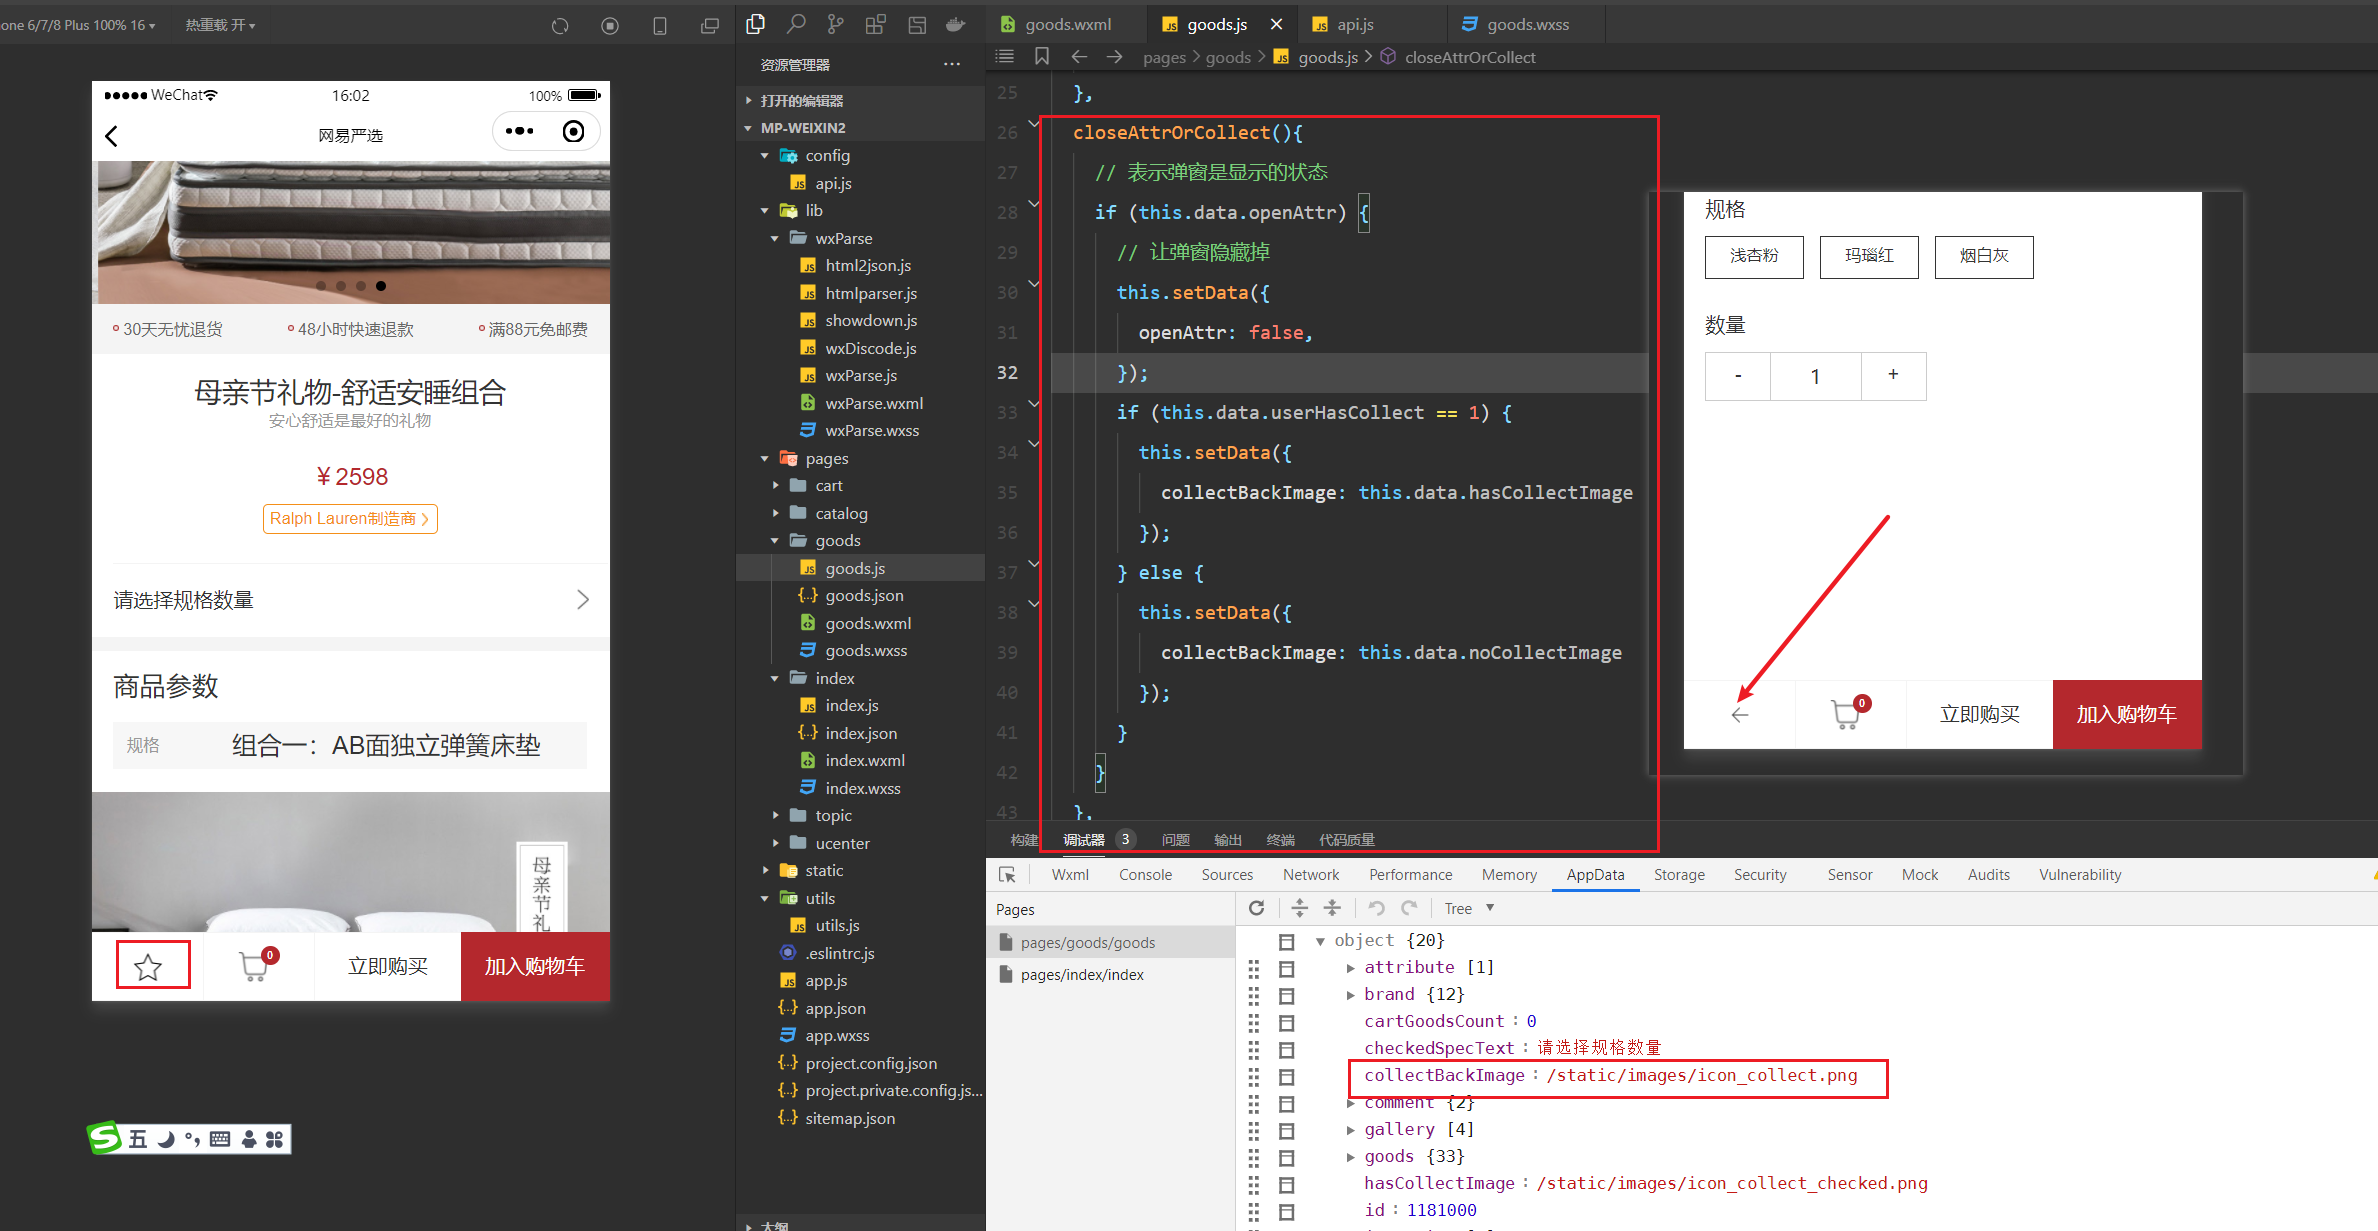 one 6/7/8 Plus 100% 16
热重载 开
WeChat
16:02
100%
网易严选
30天无忧退货
48小时快速退款
满88元免邮费
母亲节礼物-舒适安睡组合
安心舒适是最好的礼物
¥2598
Ralph Lauren制造商
请选择规格数量
商品参数
规格
组合一：AB面独立弹簧床垫
母亲节礼
0
立即购买
加入购物车
五
资源管理器
打开的编辑器
MP-WEIXIN2
config
api.js
lib
wxParse
html2json.js
htmlparser.js
showdown.js
wxDiscode.js
wxParse.js
wxParse.wxml
wxParse.wxss
pages
cart
catalog
goods
goods.js
goods.json
goods.wxml
goods.wxss
index
index.js
index.json
index.wxml
index.wxss
topic
ucenter
static
utils
utils.js
.eslintrc.js
app.js
app.json
app.wxss
project.config.json
project.private.config.js...
sitemap.json
大纲
goods.wxml
goods.js
api.js
goods.wxss
pages > goods > goods.js > closeAttrOrCollect
25 },
26 closeAttrOrCollect(){
27 // 表示弹窗是显示的状态
28 if (this.data.openAttr) {
29 // 让弹窗隐藏掉
30 this.setData({
31 openAttr: false,
32 });
33 if (this.data.userHasCollect == 1) {
34 this.setData({
35 collectBackImage: this.data.hasCollectImage
36 });
37 } else {
38 this.setData({
39 collectBackImage: this.data.noCollectImage
40 });
41 }
42 }
43 },
规格
浅杏粉
玛瑙红
烟白灰
数量
-
1
+
0
立即购买
加入购物车
构建
调试器
3
问题
输出
终端
代码质量
Wxml
Console
Sources
Network
Performance
Memory
AppData
Storage
Security
Sensor
Mock
Audits
Vulnerability
Pages
pages/goods/goods
pages/index/index
Tree
object {20}
attribute [1]
brand {12}
cartGoodsCount : 0
checkedSpecText : 请选择规格数量
collectBackImage : /static/images/icon_collect.png
comment {2}
gallery [4]
goods {33}
hasCollectImage : /static/images/icon_collect_checked.png
id : 1181000